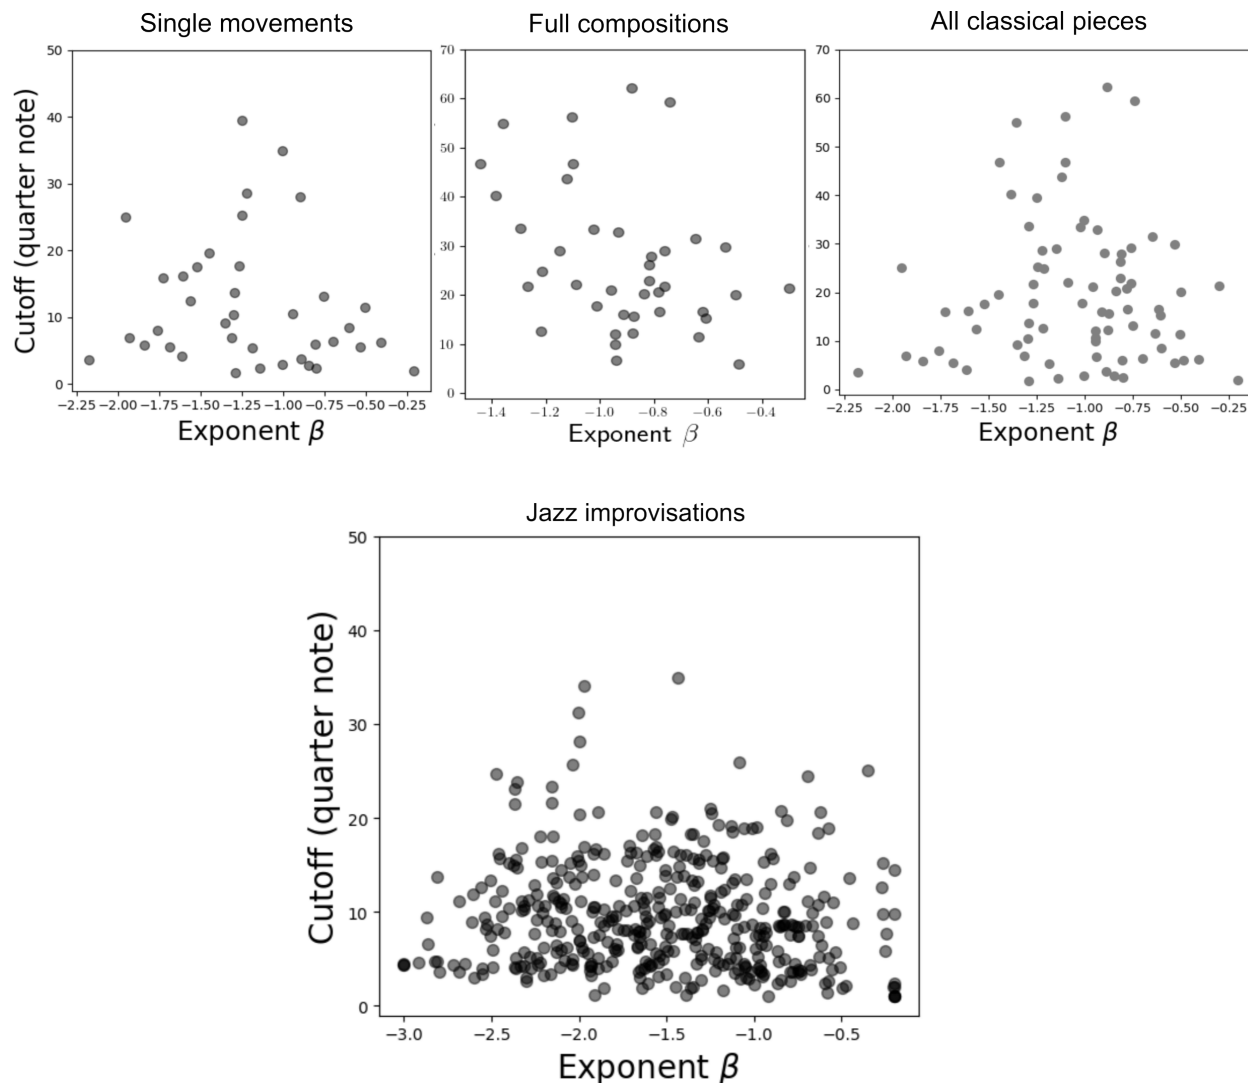 Single movements
Full compositions
All classical pieces
Cutoff (quarter note)
50
40
30
20
10
0
−2.25 −2.00 −1.75 −1.50 −1.25 −1.00 −0.75 −0.50 −0.25
Exponent β
70
60
50
40
30
20
10
0
−1.4 −1.2 −1.0 −0.8 −0.6 −0.4
Exponent β
70
60
50
40
30
20
10
0
−2.25 −2.00 −1.75 −1.50 −1.25 −1.00 −0.75 −0.50 −0.25
Exponent β
Jazz improvisations
Cutoff (quarter note)
50
40
30
20
10
0
−3.0 −2.5 −2.0 −1.5 −1.0 −0.5
Exponent β